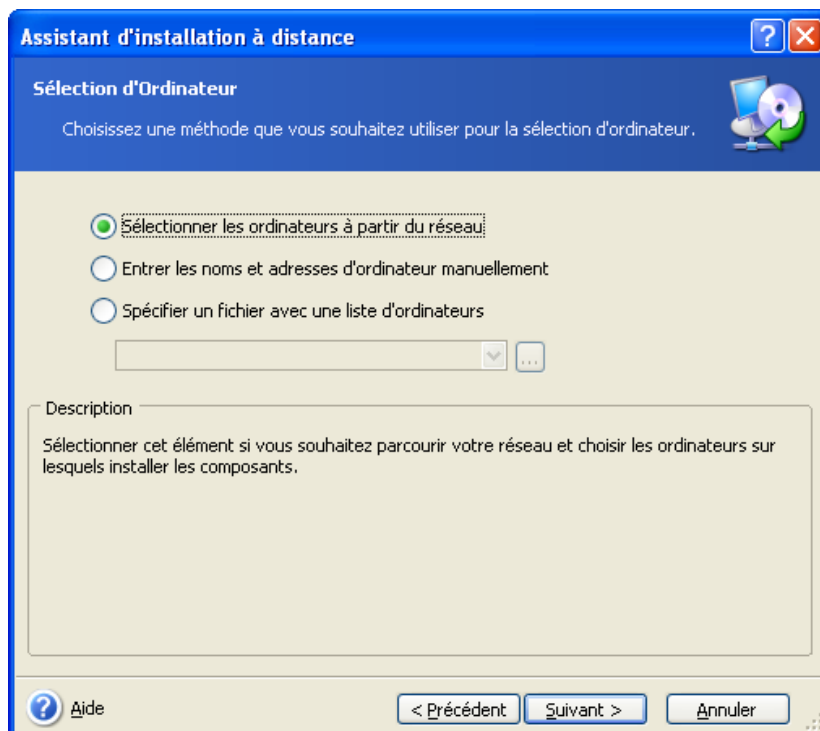 Assistant d'installation à distance
Sélection d'Ordinateur
Choisissez une méthode que vous souhaitez utiliser pour la sélection d'ordinateur.
Sélectionner les ordinateurs à partir du réseau
Entrer les noms et adresses d'ordinateur manuellement
Spécifier un fichier avec une liste d'ordinateurs
...
Description
Sélectionner cet élément si vous souhaitez parcourir votre réseau et choisir les ordinateurs sur
lesquels installer les composants.
Aide
< Précédent
Suivant >
Annuler